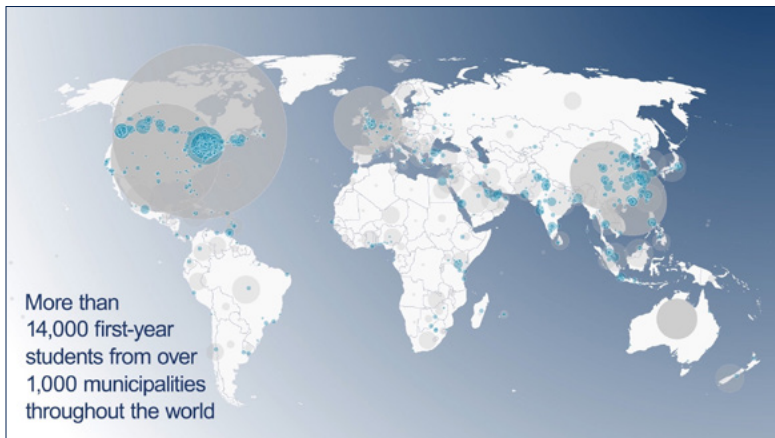 More than
14,000 first-year
students from over
1,000 municipalities
throughout the world